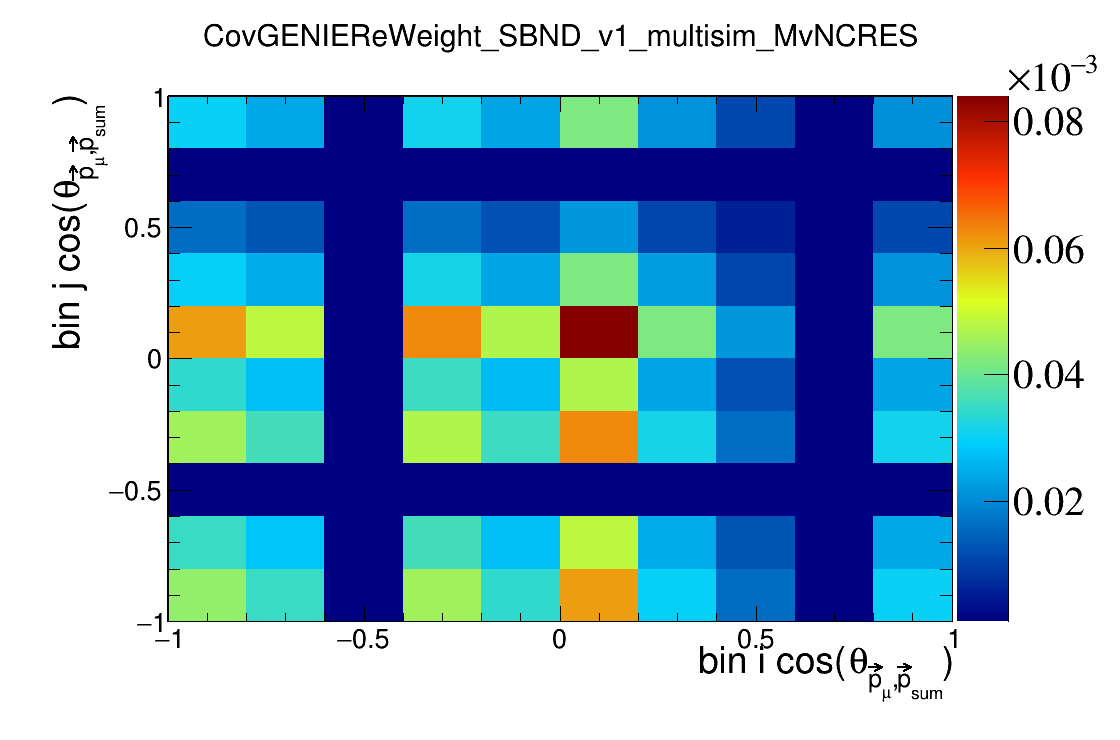 CovGENIEReWeight_SBND_v1_multisim_MvNCRES
×10⁻³
bin j cos(θ_{p⃗_μ,p⃗_sum})
1
0.5
0
−0.5
−1
0.08
0.06
0.04
0.02
−1 −0.5 0 0.5 1
bin i cos(θ_{p⃗_μ,p⃗_sum})